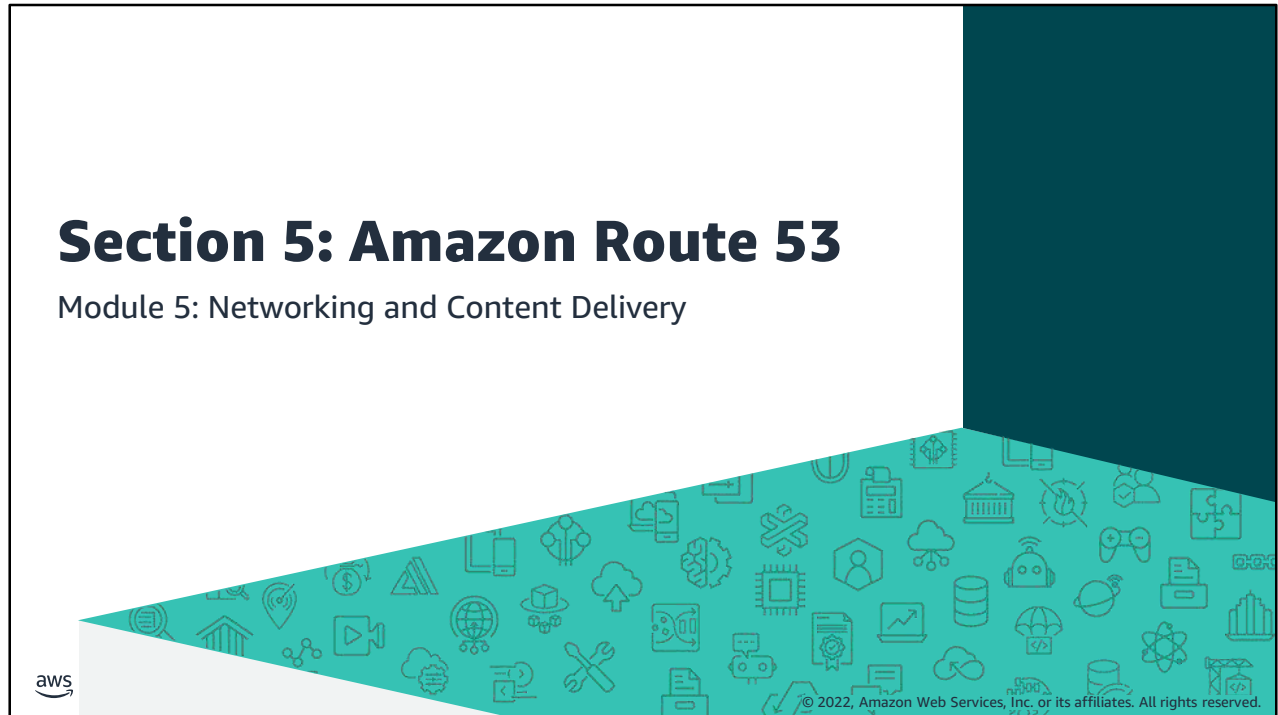 Section 5: Amazon Route 53
Module 5: Networking and Content Delivery
aws
© 2022, Amazon Web Services, Inc. or its affiliates. All rights reserved.